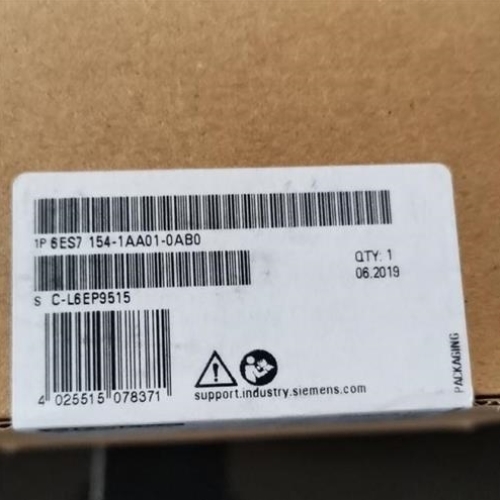 1P 6ES7 154-1AA01-0AB0
S C-L6EP9515
QTY: 1
06.2019
4 025515 078371
support.industry.siemens.com
PACKAGING